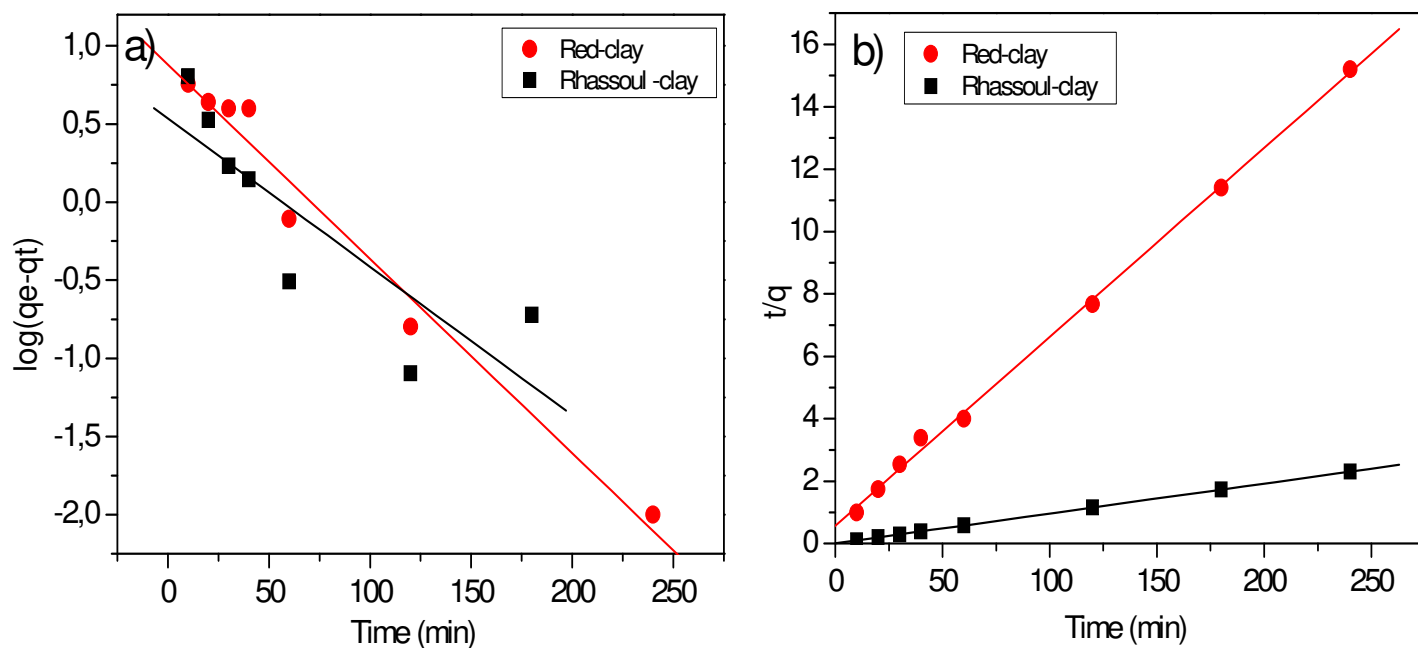 a)
Red-clay
Rhassoul -clay
1,0
0,5
0,0
-0,5
-1,0
-1,5
-2,0
log(qe-qt)
0 50 100 150 200 250
Time (min)
b)
Red-clay
Rhassoul-clay
16
14
12
10
8
6
4
2
0
t/q
0 50 100 150 200 250
Time (min)